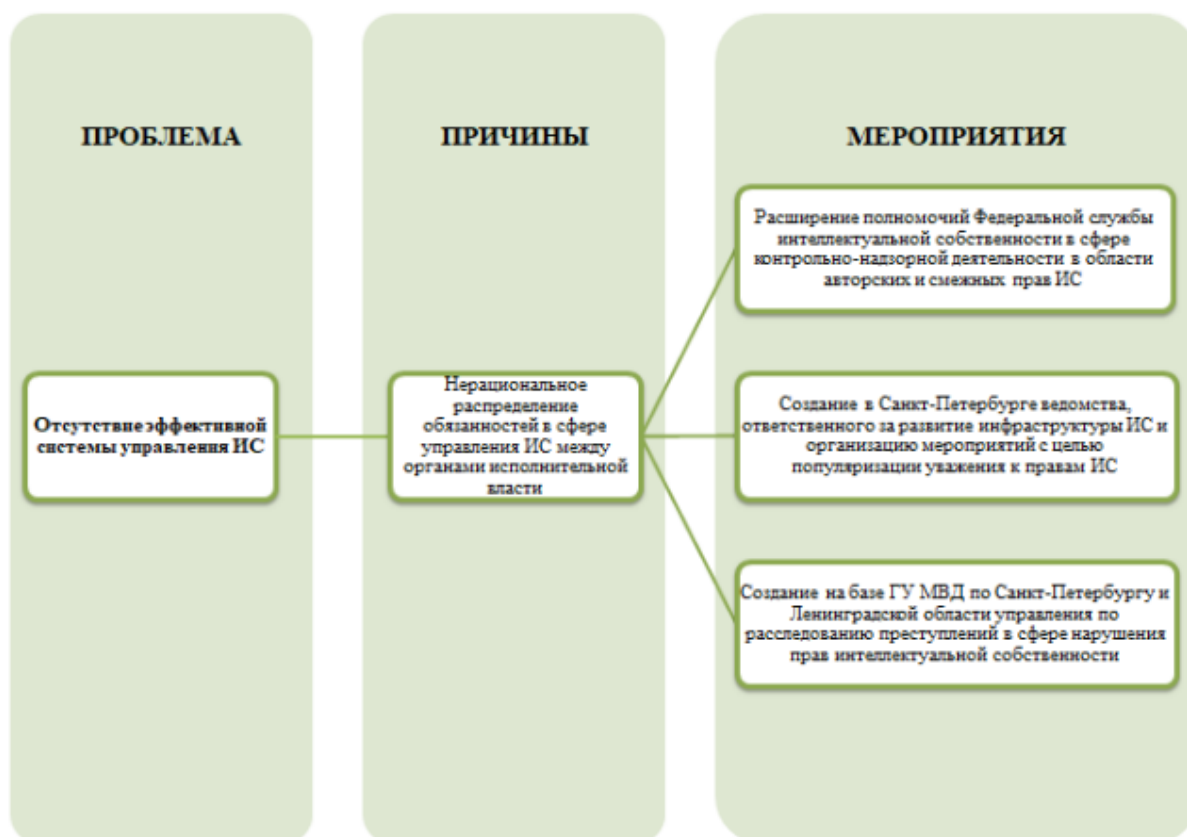 ПРОБЛЕМА
ПРИЧИНЫ
МЕРОПРИЯТИЯ
Отсутствие эффективной
системы управления ИС
Нерациональное
распределение
обязанностей в сфере
управления ИС между
органами исполнительной
власти
Расширение полномочий Федеральной службы
интеллектуальной собственности в сфере
контрольно-надзорной деятельности в области
авторских и смежных прав ИС
Создание в Санкт-Петербурге ведомства,
ответственного за развитие инфраструктуры ИС и
организацию мероприятий с целью
популяризации уважения к правам ИС
Создание на базе ГУ МВД по Санкт-Петербургу и
Ленинградской области управления по
расследованию преступлений в сфере нарушения
прав интеллектуальной собственности